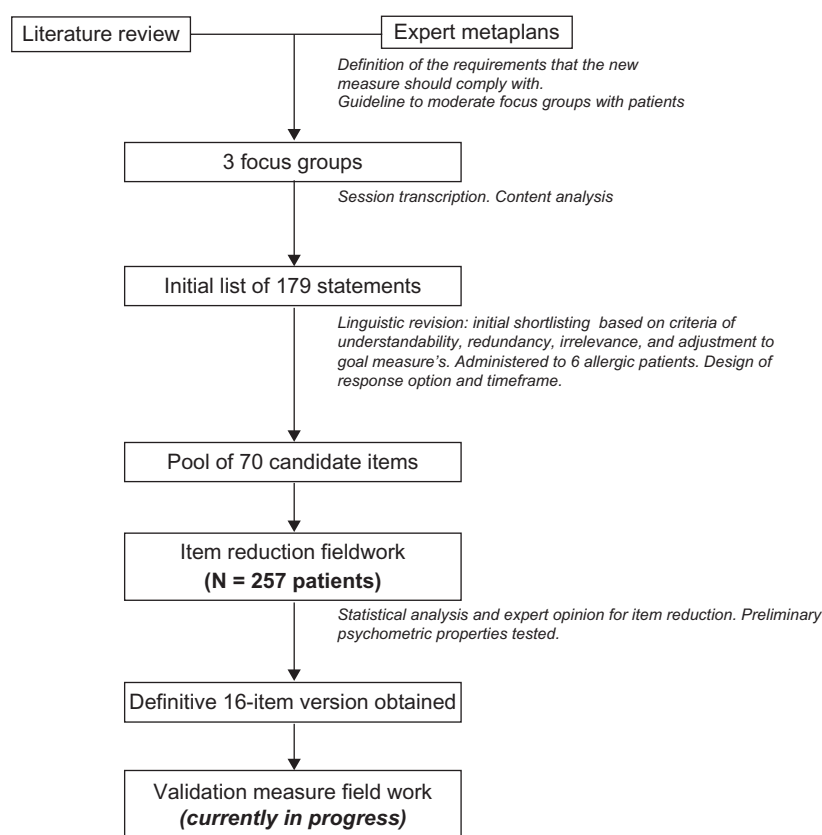 Literature review
Expert metaplans
Definition of the requirements that the new
measure should comply with.
Guideline to moderate focus groups with patients
3 focus groups
Session transcription. Content analysis
Initial list of 179 statements
Linguistic revision: initial shortlisting based on criteria of
understandability, redundancy, irrelevance, and adjustment to
goal measure's. Administered to 6 allergic patients. Design of
response option and timeframe.
Pool of 70 candidate items
Item reduction fieldwork
(N = 257 patients)
Statistical analysis and expert opinion for item reduction. Preliminary
psychometric properties tested.
Definitive 16-item version obtained
Validation measure field work
(currently in progress)